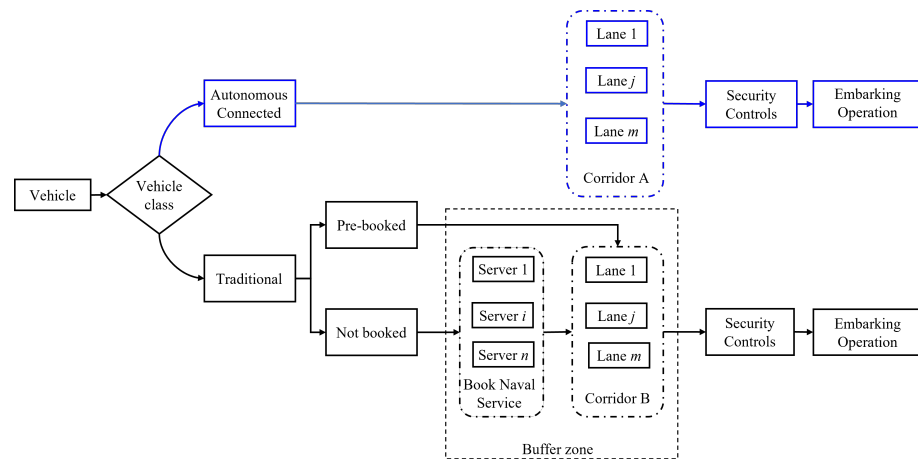 Vehicle
Vehicle
class
Autonomous
Connected
Lane 1
Lane j
Lane m
Corridor A
Security
Controls
Embarking
Operation
Traditional
Pre-booked
Not booked
Server 1
Server i
Server n
Book Naval
Service
Lane 1
Lane j
Lane m
Corridor B
Buffer zone
Security
Controls
Embarking
Operation